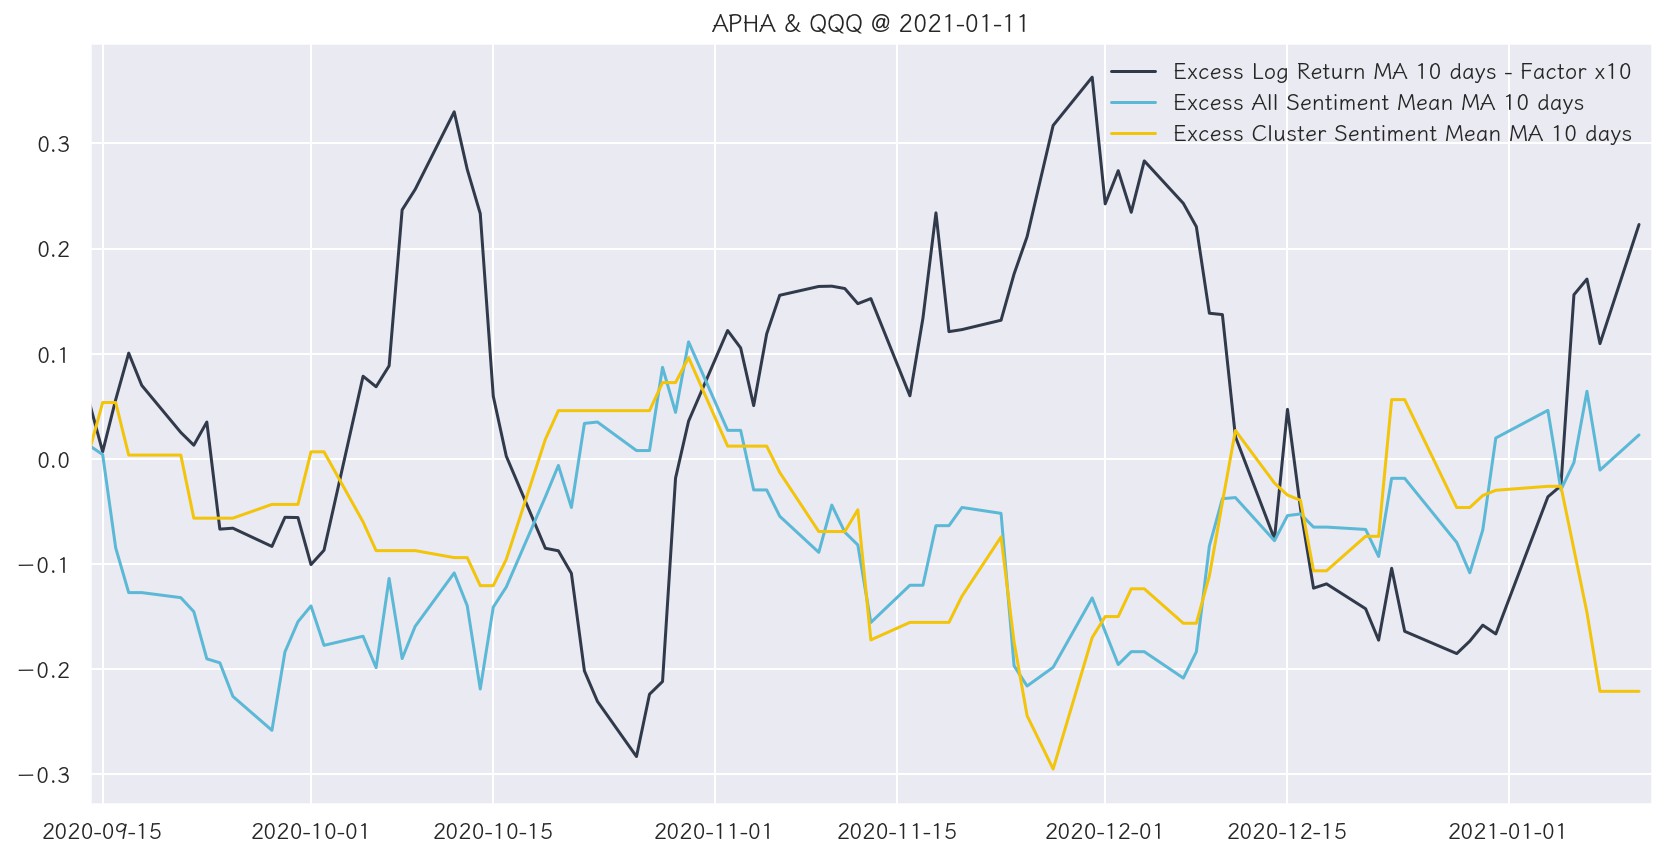 APHA & QQQ @ 2021-01-11
Excess Log Return MA 10 days - Factor x10
Excess All Sentiment Mean MA 10 days
Excess Cluster Sentiment Mean MA 10 days
0.3
0.2
0.1
0.0
−0.1
−0.2
−0.3
2020-09-15 2020-10-01 2020-10-15 2020-11-01 2020-11-15 2020-12-01 2020-12-15 2021-01-01